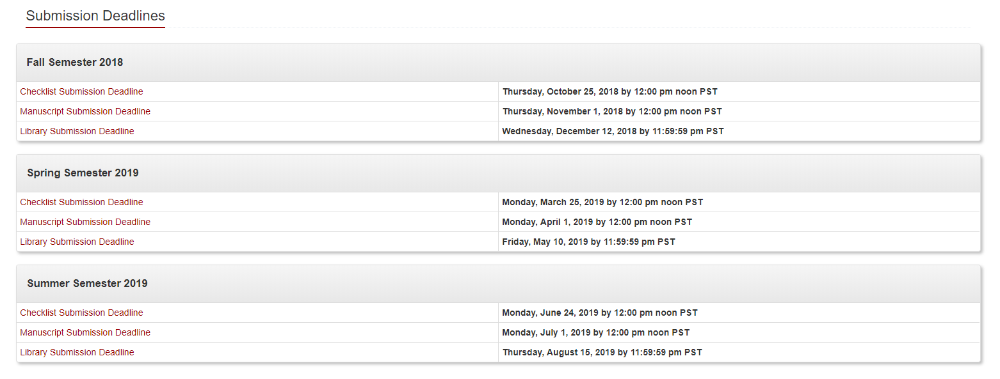 Submission Deadlines
Fall Semester 2018
Checklist Submission Deadline Thursday, October 25, 2018 by 12:00 pm noon PST
Manuscript Submission Deadline Thursday, November 1, 2018 by 12:00 pm noon PST
Library Submission Deadline Wednesday, December 12, 2018 by 11:59:59 pm PST
Spring Semester 2019
Checklist Submission Deadline Monday, March 25, 2019 by 12:00 pm noon PST
Manuscript Submission Deadline Monday, April 1, 2019 by 12:00 pm noon PST
Library Submission Deadline Friday, May 10, 2019 by 11:59:59 pm PST
Summer Semester 2019
Checklist Submission Deadline Monday, June 24, 2019 by 12:00 pm noon PST
Manuscript Submission Deadline Monday, July 1, 2019 by 12:00 pm noon PST
Library Submission Deadline Thursday, August 15, 2019 by 11:59:59 pm PST